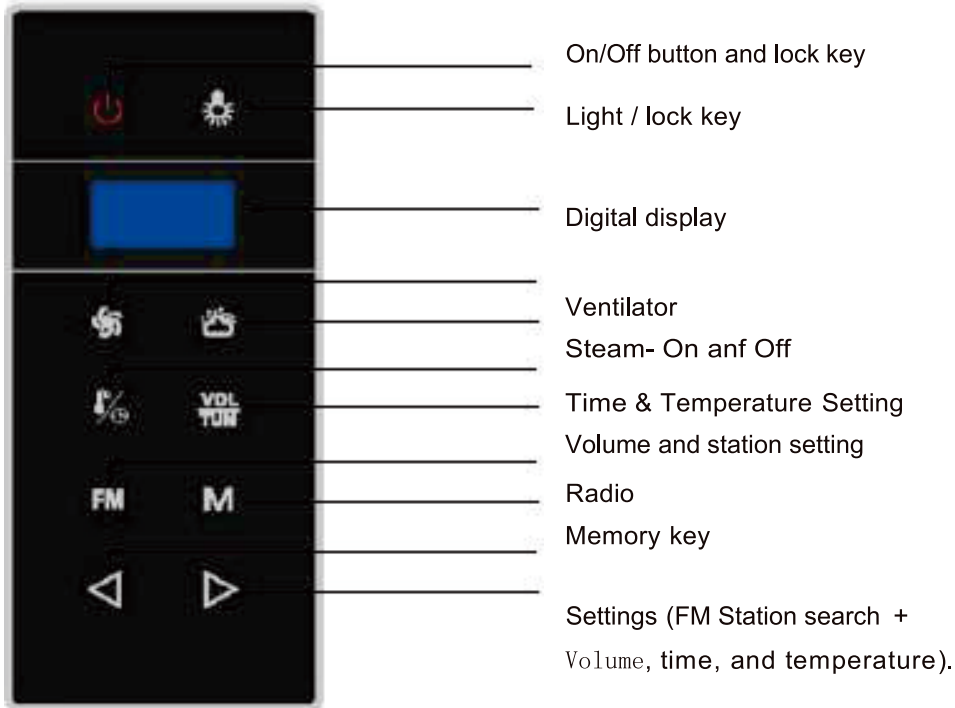 On/Off button and lock key
Light / lock key
Digital display
Ventilator
Steam- On anf Off
VOL
TUN
Time & Temperature Setting
Volume and station setting
FM M
Radio
Memory key
Settings (FM Station search +
Volume, time, and temperature).